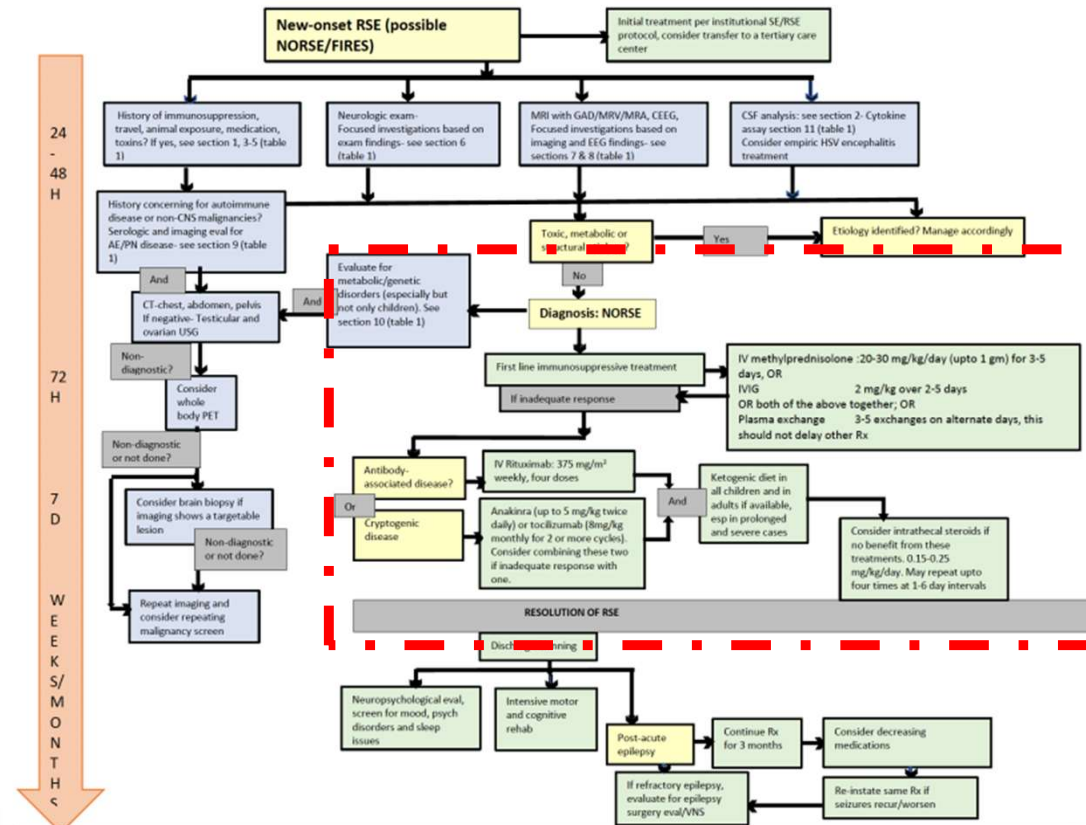 New-onset RSE (possible
NORSE/FIRES)
Initial treatment per institutional SE/RSE
protocol, consider transfer to a tertiary care
center
24
-
48
H
History of immunosuppression,
travel, animal exposure, medication,
toxins? If yes, see section 1, 3-5 (table
1)
Neurologic exam-
Focused investigations based on
exam findings- see section 6
(table 1)
MRI with GAD/MRV/MRA, CEEG,
Focused investigations based on
imaging and EEG findings- see
sections 7 & 8 (table 1)
CSF analysis: see section 2- Cytokine
assay section 11 (table 1)
Consider empiric HSV encephalitis
treatment
History concerning for autoimmune
disease or non-CNS malignancies?
Serologic and imaging eval for
AE/PN disease- see section 9 (table
1)
Toxic, metabolic or
Yes
Etiology identified? Manage accordingly
And
Evaluate for
metabolic/genetic
disorders (especially but
not only children). See
section 10 (table 1)
No
And
CT-chest, abdomen, pelvis
If negative- Testicular and
ovarian USG
Diagnosis: NORSE
72
H
Non-
diagnostic?
Consider
whole
body PET
First line immunosuppressive treatment
If inadequate response
IV methylprednisolone :20-30 mg/kg/day (upto 1 gm) for 3-5
days, OR
IVIG 2 mg/kg over 2-5 days
OR both of the above together; OR
Plasma exchange 3-5 exchanges on alternate days, this
should not delay other Rx
Non-diagnostic
or not done?
7
D
Consider brain biopsy if
imaging shows a targetable
lesion
Non-diagnostic
or not done?
Antibody-
associated disease?
Or
Cryptogenic
disease
IV Rituximab: 375 mg/m²
weekly, four doses
Anakinra (up to 5 mg/kg twice
daily) or tocilizumab (8mg/kg
monthly for 2 or more cycles).
Consider combining these two
if inadequate response with
one.
And
Ketogenic diet in
all children and in
adults if available,
esp in prolonged
and severe cases
Consider intrathecal steroids if
no benefit from these
treatments. 0.15-0.25
mg/kg/day. May repeat upto
four times at 1-6 day intervals
W
E
E
K
S/
M
O
N
T
H
S
Repeat imaging and
consider repeating
malignancy screen
RESOLUTION OF RSE
Neuropsychological eval,
screen for mood, psych
disorders and sleep
issues
Intensive motor
and cognitive
rehab
Post-acute
epilepsy
Continue Rx
for 3 months
Consider decreasing
medications
If refractory epilepsy,
evaluate for epilepsy
surgery eval/VNS
Re-instate same Rx if
seizures recur/worsen